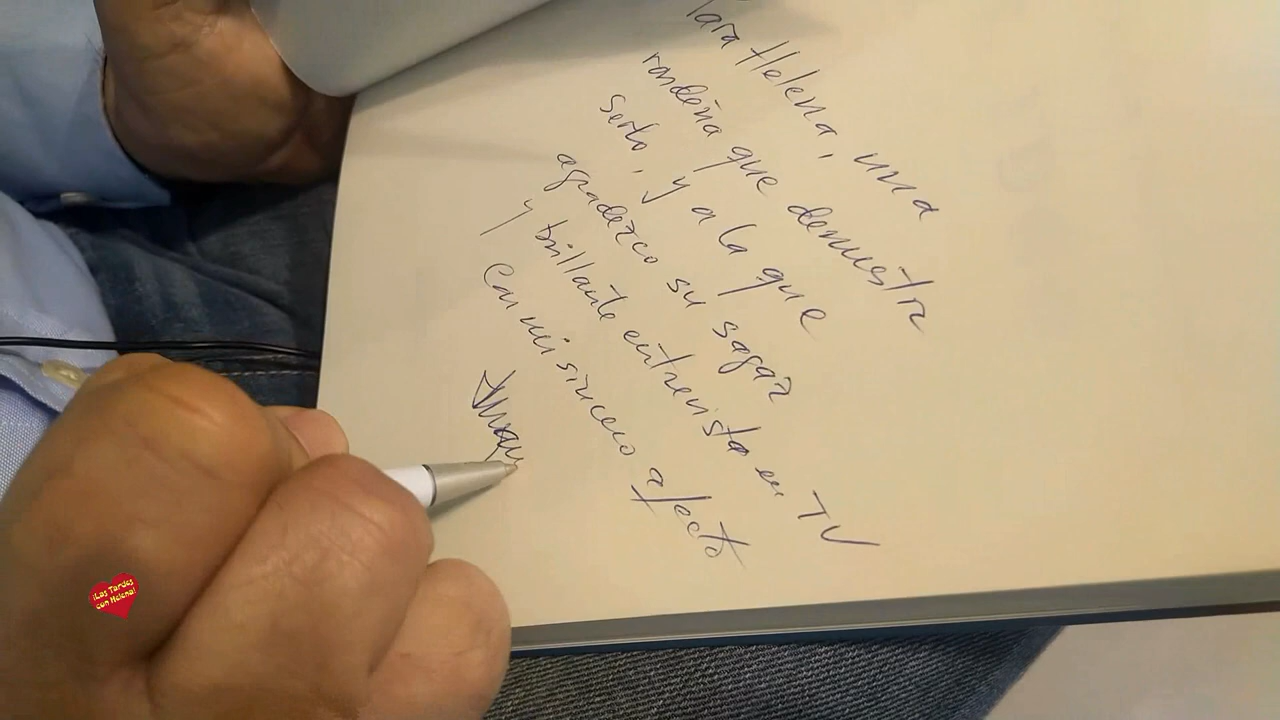 Para Helena, una
rondeña que demuestra
serlo, y a la que
agradezco su sagaz
y brillante entrevista en TV
Con mi sincero afecto
¡Las Tardes
con Helena!